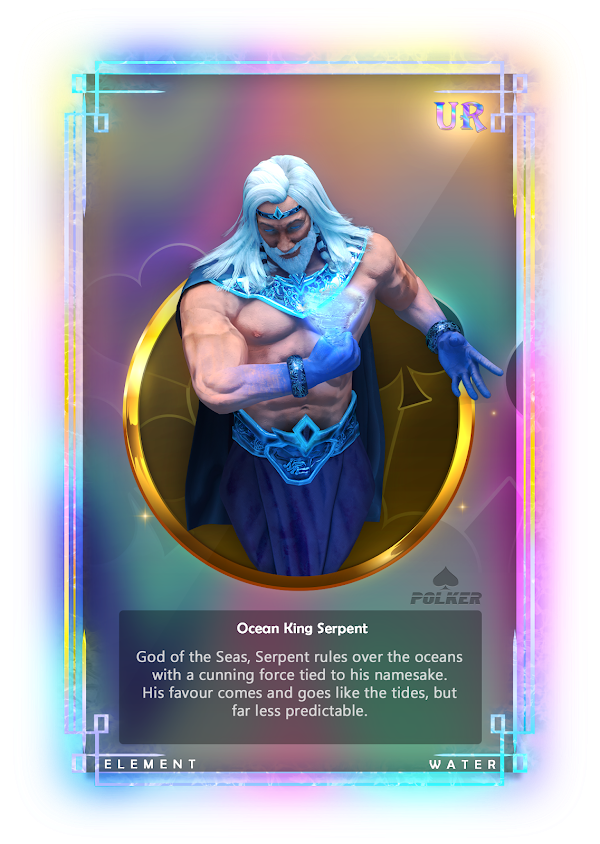 UR
POLKER
Ocean King Serpent
God of the Seas, Serpent rules over the oceans
with a cunning force tied to his namesake.
His favour comes and goes like the tides, but
far less predictable.
ELEMENT WATER